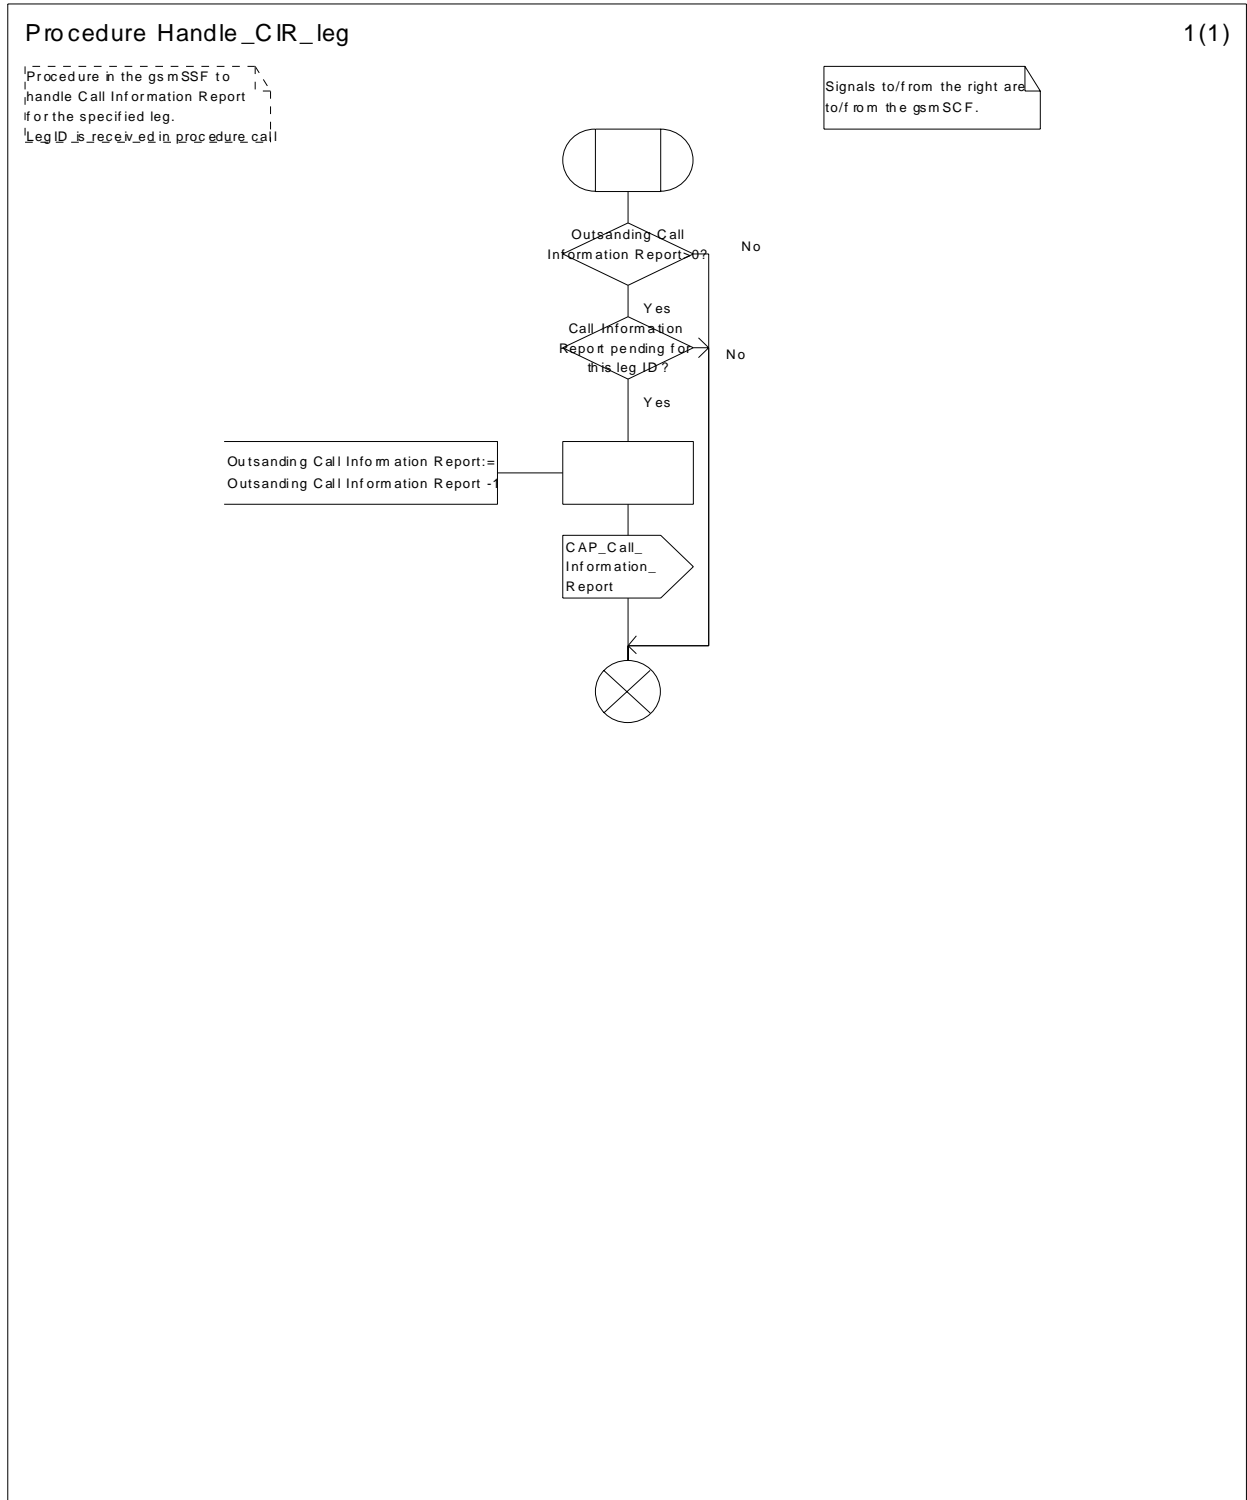 Procedure Handle_CIR_leg
1(1)
Procedure in the gsmSSF to
handle Call Information Report
for the specified leg.
LegID is received in procedure call
Signals to/from the right are
to/from the gsmSCF.
Outsanding Call
Information Report>0?
No
Yes
Call Information
Report pending for
this leg ID?
No
Yes
Outsanding Call Information Report:=
Outsanding Call Information Report -1
CAP_Call_
Information_
Report